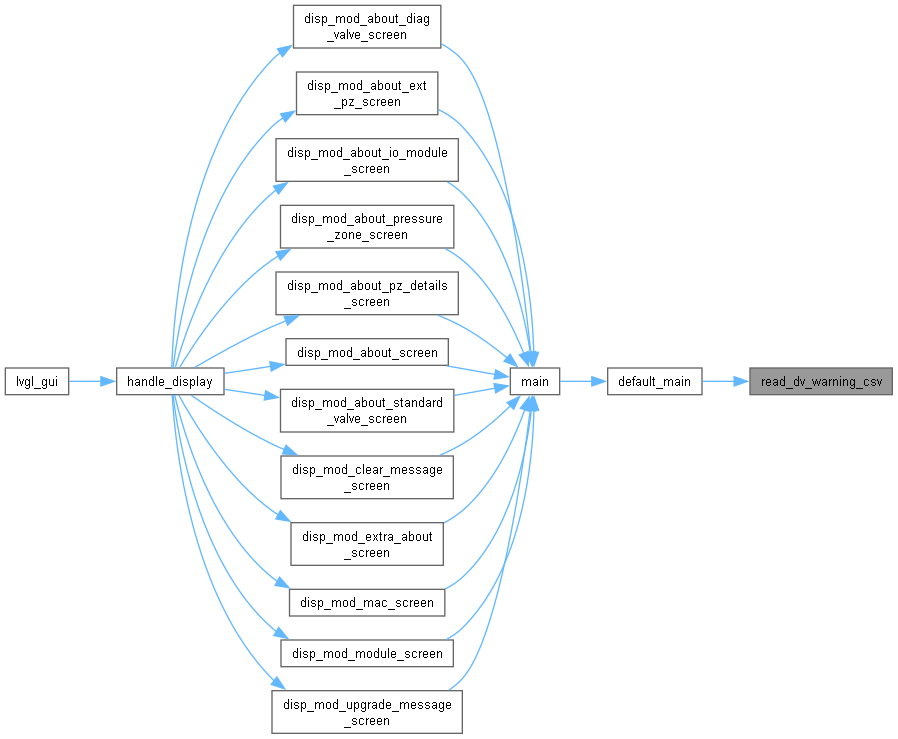 disp_mod_about_diag
_valve_screen
disp_mod_about_ext
_pz_screen
disp_mod_about_io_module
_screen
disp_mod_about_pressure
_zone_screen
disp_mod_about_pz_details
_screen
disp_mod_about_screen
lvgl_gui
handle_display
main
default_main
read_dv_warning_csv
disp_mod_about_standard
_valve_screen
disp_mod_clear_message
_screen
disp_mod_extra_about
_screen
disp_mod_mac_screen
disp_mod_module_screen
disp_mod_upgrade_message
_screen